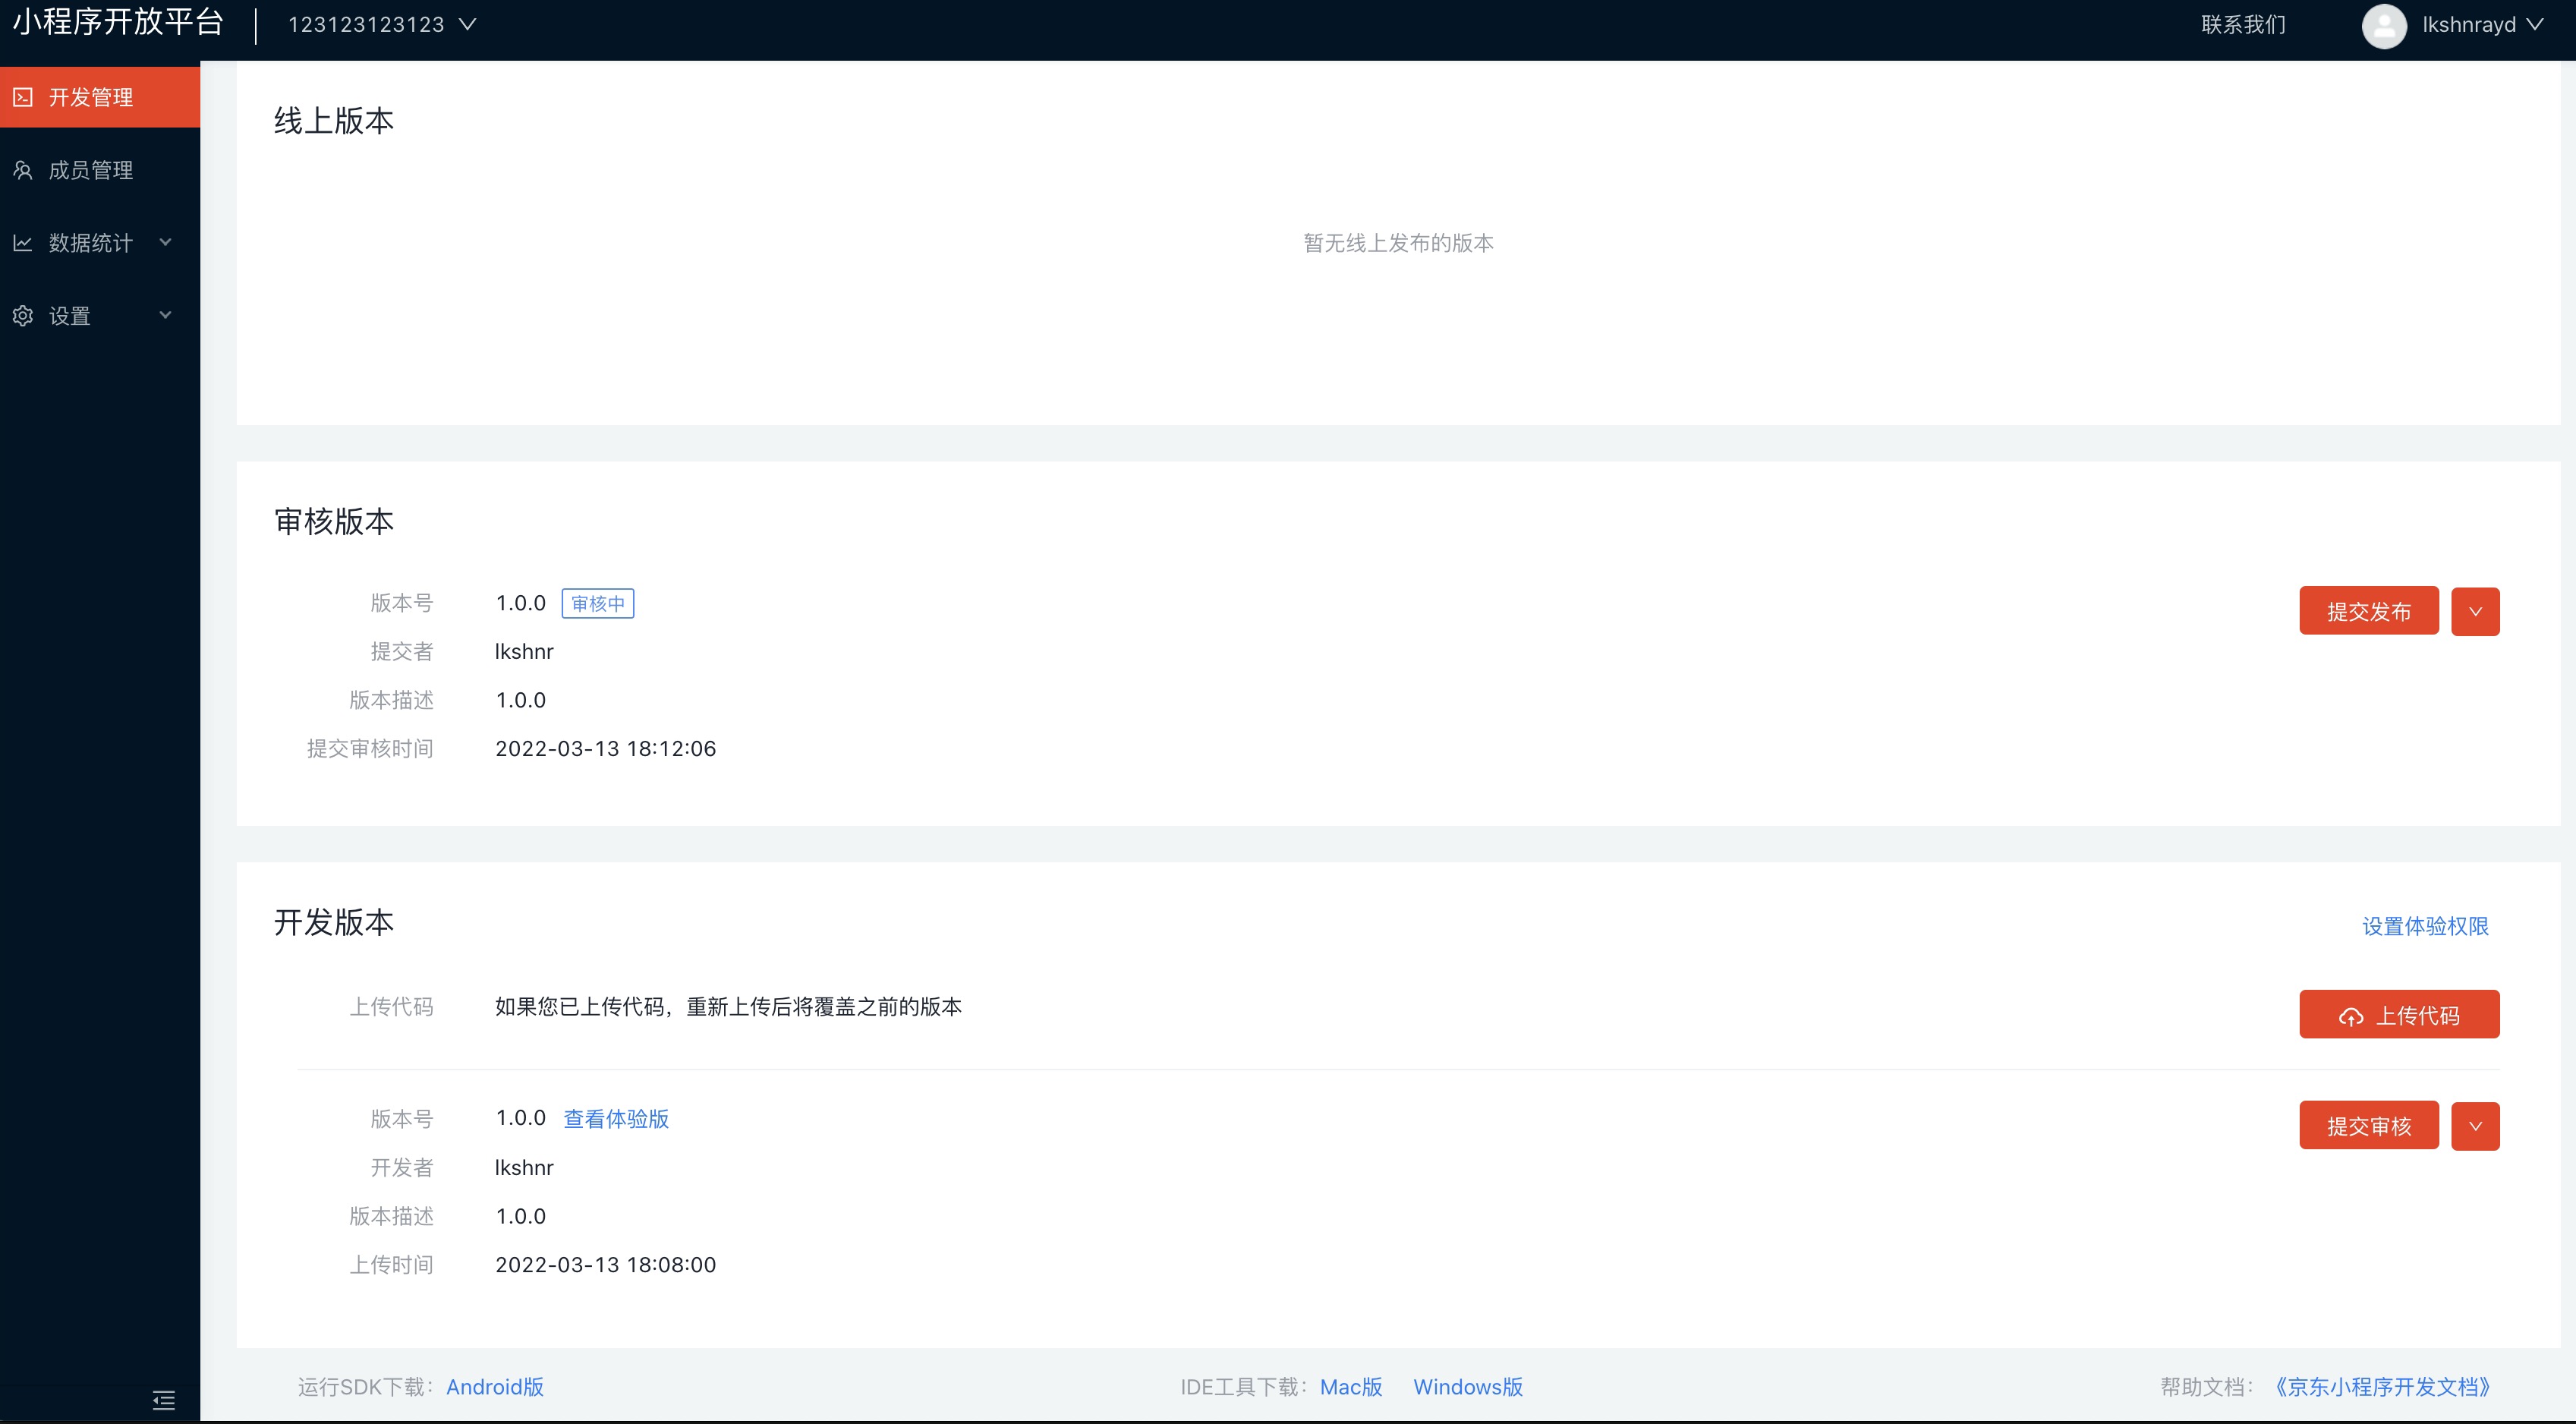 小程序开放平台
123123123123
联系我们
lkshnrayd
开发管理
成员管理
数据统计
设置
线上版本
暂无线上发布的版本
审核版本
版本号 1.0.0 审核中
提交发布
提交者 lkshnr
版本描述 1.0.0
提交审核时间 2022-03-13 18:12:06
开发版本
设置体验权限
上传代码 如果您已上传代码，重新上传后将覆盖之前的版本
上传代码
版本号 1.0.0 查看体验版
提交审核
开发者 lkshnr
版本描述 1.0.0
上传时间 2022-03-13 18:08:00
运行SDK下载： Android版
IDE工具下载： Mac版 Windows版
帮助文档： 《京东小程序开发文档》